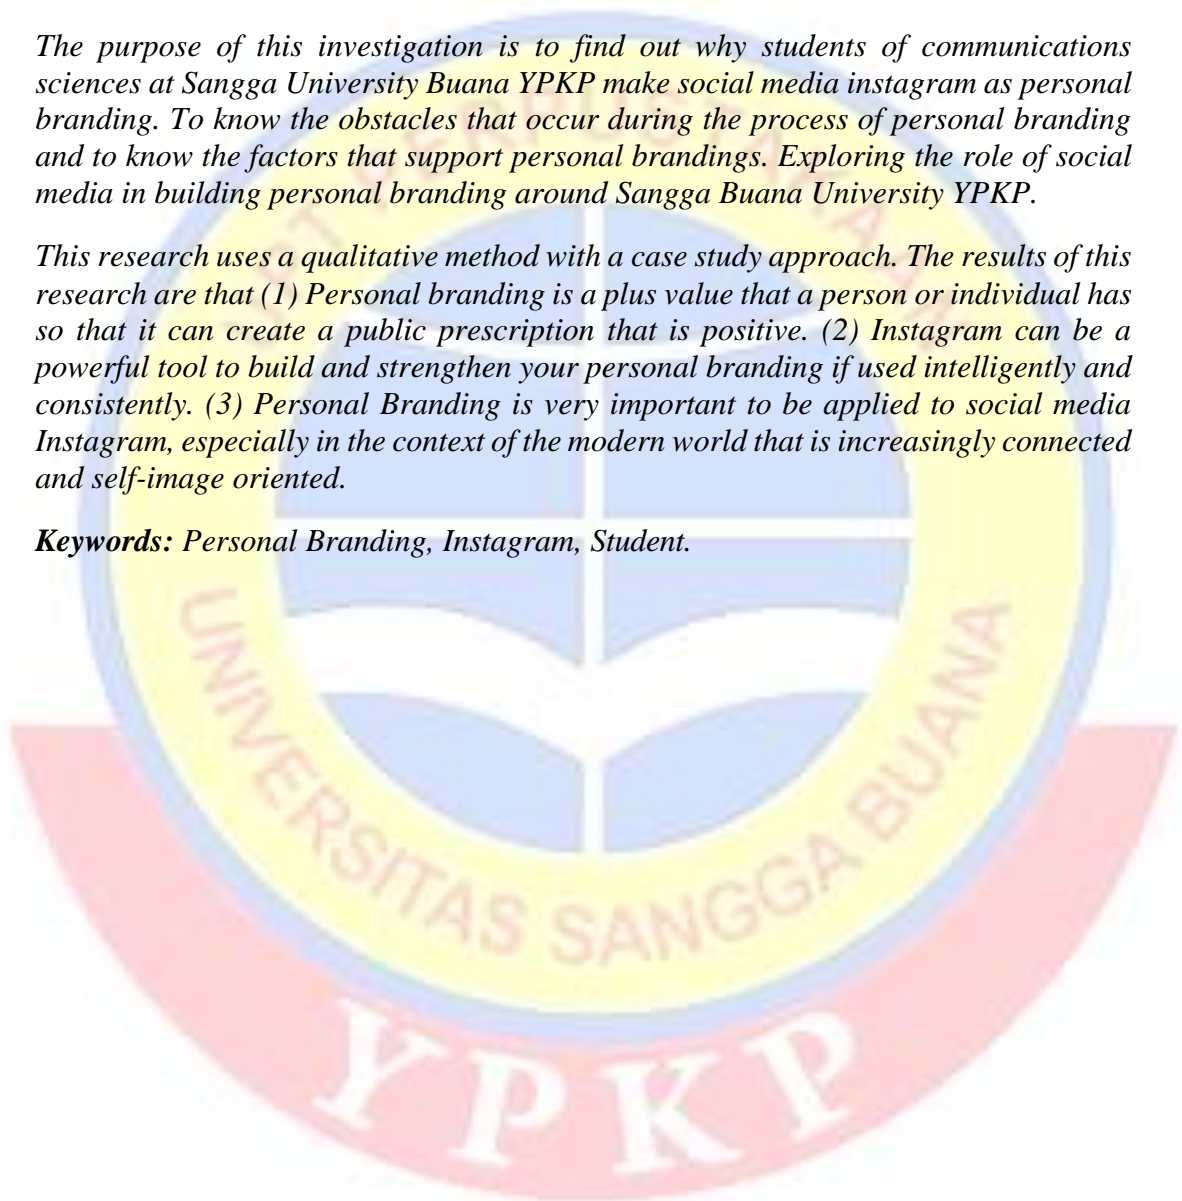 The purpose of this investigation is to find out why students of communications
sciences at Sangga University Buana YPKP make social media instagram as personal
branding. To know the obstacles that occur during the process of personal branding
and to know the factors that support personal brandings. Exploring the role of social
media in building personal branding around Sangga Buana University YPKP.
This research uses a qualitative method with a case study approach. The results of this
research are that (1) Personal branding is a plus value that a person or individual has
so that it can create a public prescription that is positive. (2) Instagram can be a
powerful tool to build and strengthen your personal branding if used intelligently and
consistently. (3) Personal Branding is very important to be applied to social media
Instagram, especially in the context of the modern world that is increasingly connected
and self-image oriented.
Keywords: Personal Branding, Instagram, Student.
UNIVERSITAS SANGGA BUANA
YPKP